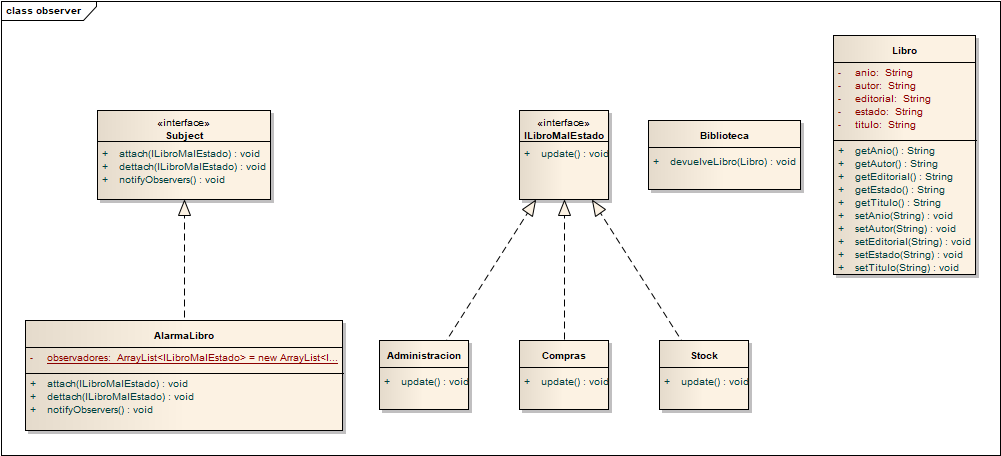 class observer
«interface»
Subject
+ attach(ILibroMalEstado) : void
+ dettach(ILibroMalEstado) : void
+ notifyObservers() : void
AlarmaLibro
- observadores: ArrayList<ILibroMalEstado> = new ArrayList<I...
+ attach(ILibroMalEstado) : void
+ dettach(ILibroMalEstado) : void
+ notifyObservers() : void
«interface»
ILibroMalEstado
+ update() : void
Administracion
+ update() : void
Compras
+ update() : void
Stock
+ update() : void
Biblioteca
+ devuelveLibro(Libro) : void
Libro
- anio: String
- autor: String
- editorial: String
- estado: String
- titulo: String
+ getAnio() : String
+ getAutor() : String
+ getEditorial() : String
+ getEstado() : String
+ getTitulo() : String
+ setAnio(String) : void
+ setAutor(String) : void
+ setEditorial(String) : void
+ setEstado(String) : void
+ setTitulo(String) : void